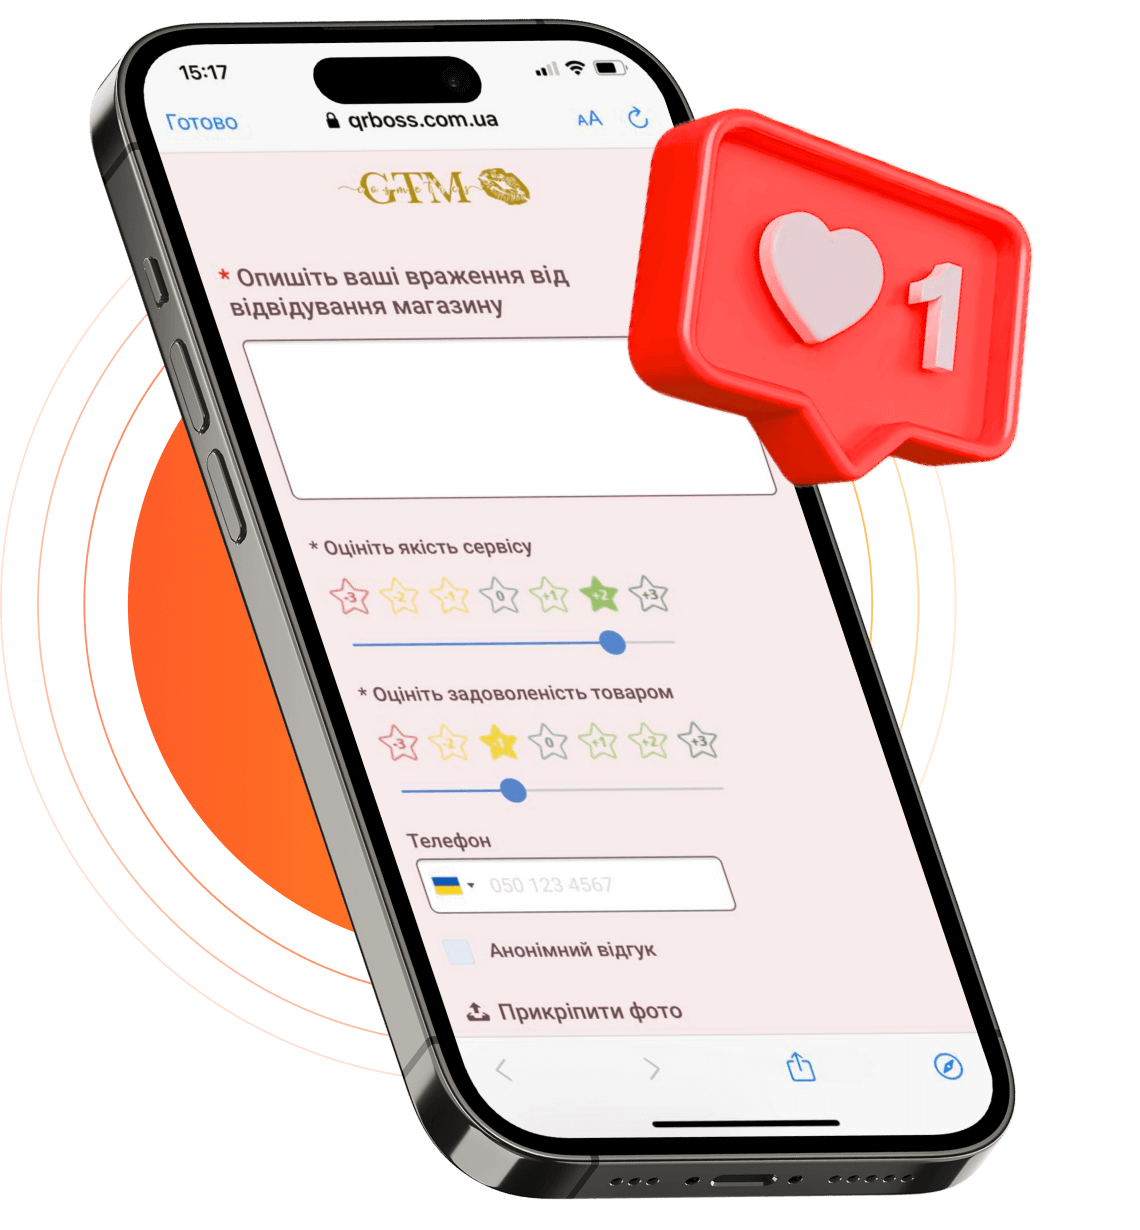 15:17
Готово qrboss.com.ua AA
GTM cosmetics
* Опишіть ваші враження від
відвідування магазину
* Оцініть якість сервісу
-3 -2 -1 0 +1 +2 +3
* Оцініть задоволеність товаром
-3 -2 -1 0 +1 +2 +3
Телефон
050 123 4567
Анонімний відгук
Прикріпити фото
1